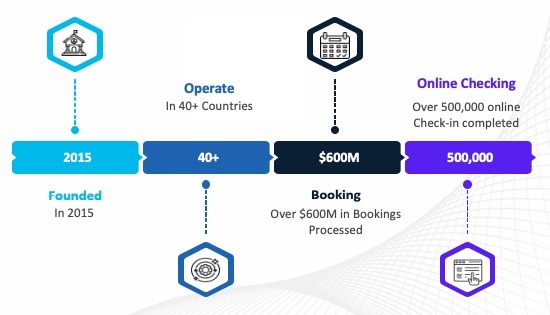 Operate
In 40+ Countries
Online Checking
Over 500,000 online
Check-in completed
2015
40+
$600M
500,000
Founded
In 2015
Booking
Over $600M in Bookings
Processed